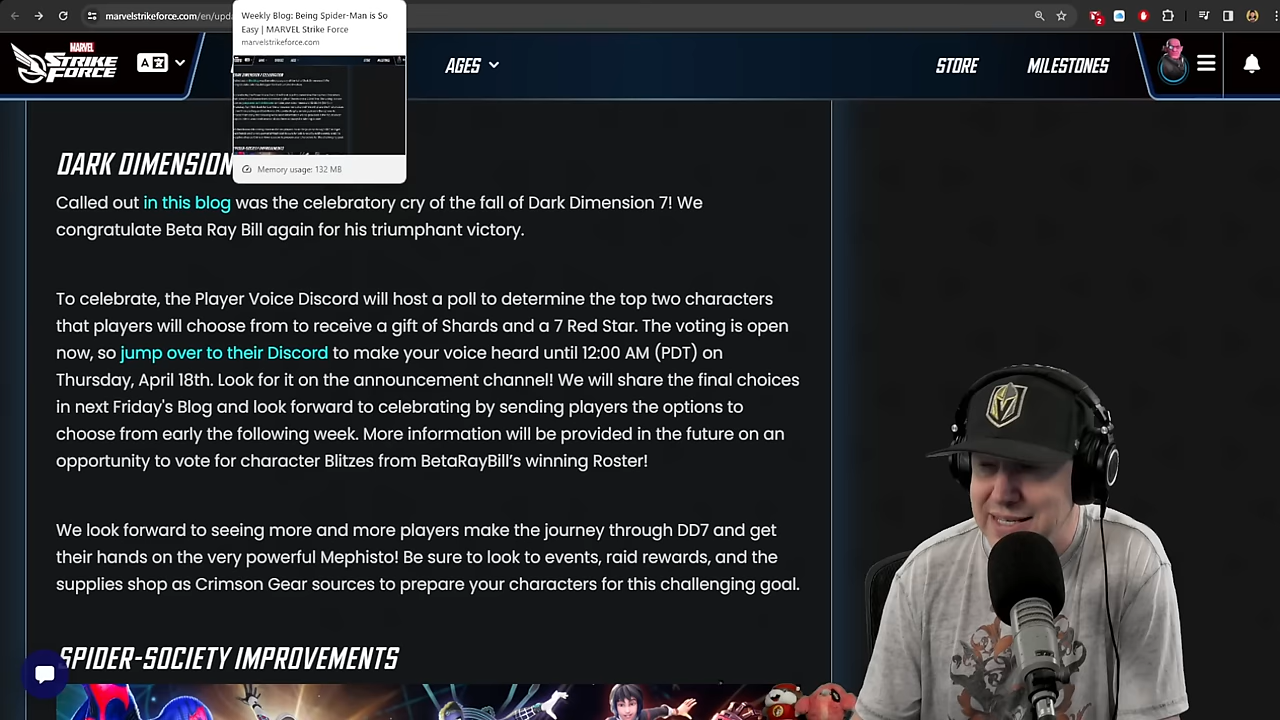 marvelstrikeforce.com/en/upda
Weekly Blog: Being Spider-Man is So
Easy | MARVEL Strike Force
marvelstrikeforce.com
Memory usage: 132 MB
MARVEL
STRIKE
FORCE
AGES
STORE
MILESTONES
DARK DIMENSION
Called out in this blog was the celebratory cry of the fall of Dark Dimension 7! We
congratulate Beta Ray Bill again for his triumphant victory.
To celebrate, the Player Voice Discord will host a poll to determine the top two characters
that players will choose from to receive a gift of Shards and a 7 Red Star. The voting is open
now, so jump over to their Discord to make your voice heard until 12:00 AM (PDT) on
Thursday, April 18th. Look for it on the announcement channel! We will share the final choices
in next Friday's Blog and look forward to celebrating by sending players the options to
choose from early the following week. More information will be provided in the future on an
opportunity to vote for character Blitzes from BetaRayBill's winning Roster!
We look forward to seeing more and more players make the journey through DD7 and get
their hands on the very powerful Mephisto! Be sure to look to events, raid rewards, and the
supplies shop as Crimson Gear sources to prepare your characters for this challenging goal.
SPIDER-SOCIETY IMPROVEMENTS